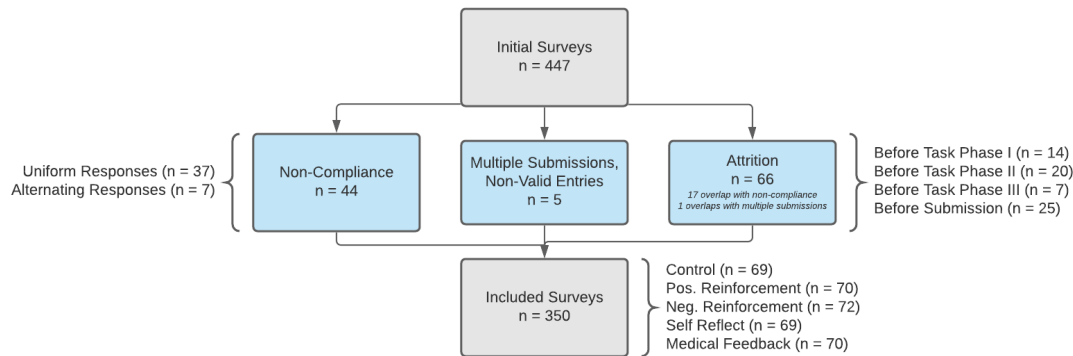 Initial Surveys
n = 447
Uniform Responses (n = 37)
Alternating Responses (n = 7)
Non-Compliance
n = 44
Multiple Submissions,
Non-Valid Entries
n = 5
Attrition
n = 66
17 overlap with non-compliance
1 overlaps with multiple submissions
Before Task Phase I (n = 14)
Before Task Phase II (n = 20)
Before Task Phase III (n = 7)
Before Submission (n = 25)
Included Surveys
n = 350
Control (n = 69)
Pos. Reinforcement (n = 70)
Neg. Reinforcement (n = 72)
Self Reflect (n = 69)
Medical Feedback (n = 70)